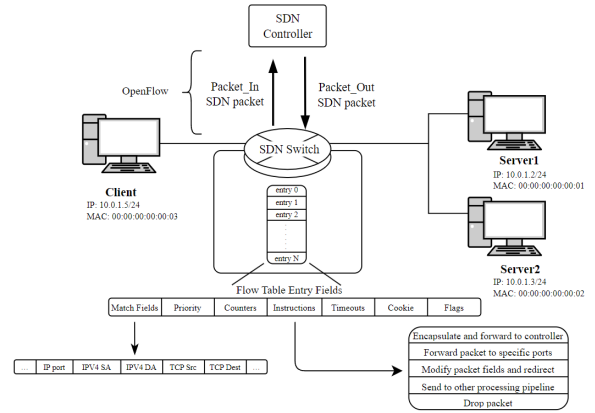 SDN
Controller
OpenFlow
Packet_In
SDN packet
Packet_Out
SDN packet
SDN Switch
Client
IP: 10.0.1.5/24
MAC: 00:00:00:00:00:03
Server1
IP: 10.0.1.2/24
MAC: 00:00:00:00:00:01
Server2
IP: 10.0.1.3/24
MAC: 00:00:00:00:00:02
entry 0
entry 1
entry 2
entry N
Flow Table Entry Fields
Match Fields Priority Counters Instructions Timeouts Cookie Flags
... IP port IPV4 SA IPV4 DA TCP Src TCP Dest ...
Encapsulate and forward to controller
Forward packet to specific ports
Modify packet fields and redirect
Send to other processing pipeline
Drop packet